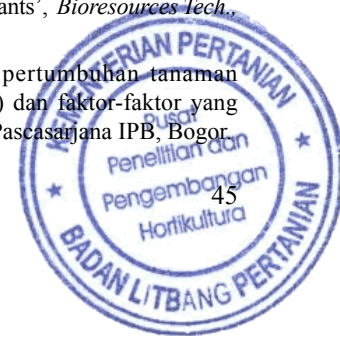 ants', Bioresources Tech.,
pertumbuhan tanaman
) dan faktor-faktor yang
Pascasarjana IPB, Bogor.
45
KEMENTERIAN PERTANIAN
Pusat
Penelitian dan
Pengembangan
Hortikultura
BADAN LITBANG PERTANIAN